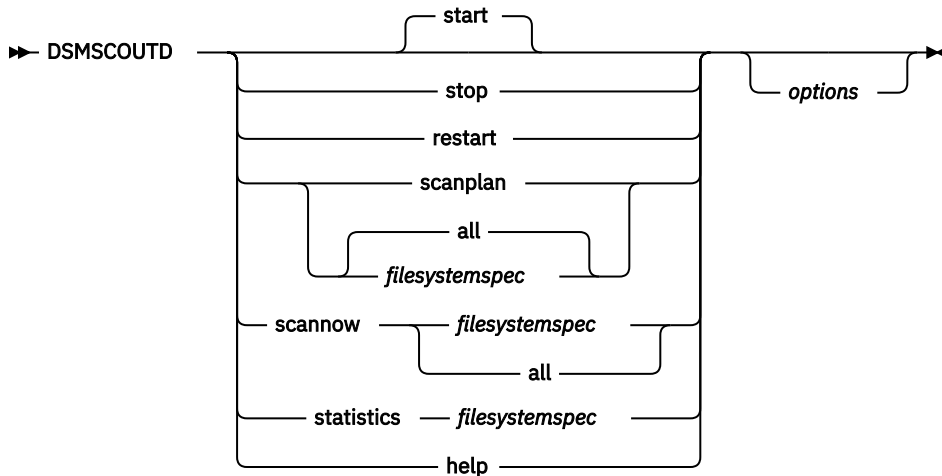 start
DSMSCOUTD
stop
options
restart
scanplan
all
filesystemspec
scannow filesystemspec
all
statistics filesystemspec
help